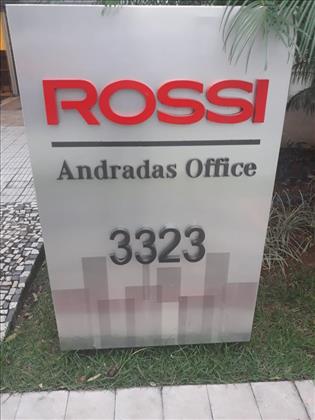 ROSSI
Andradas Office
3323